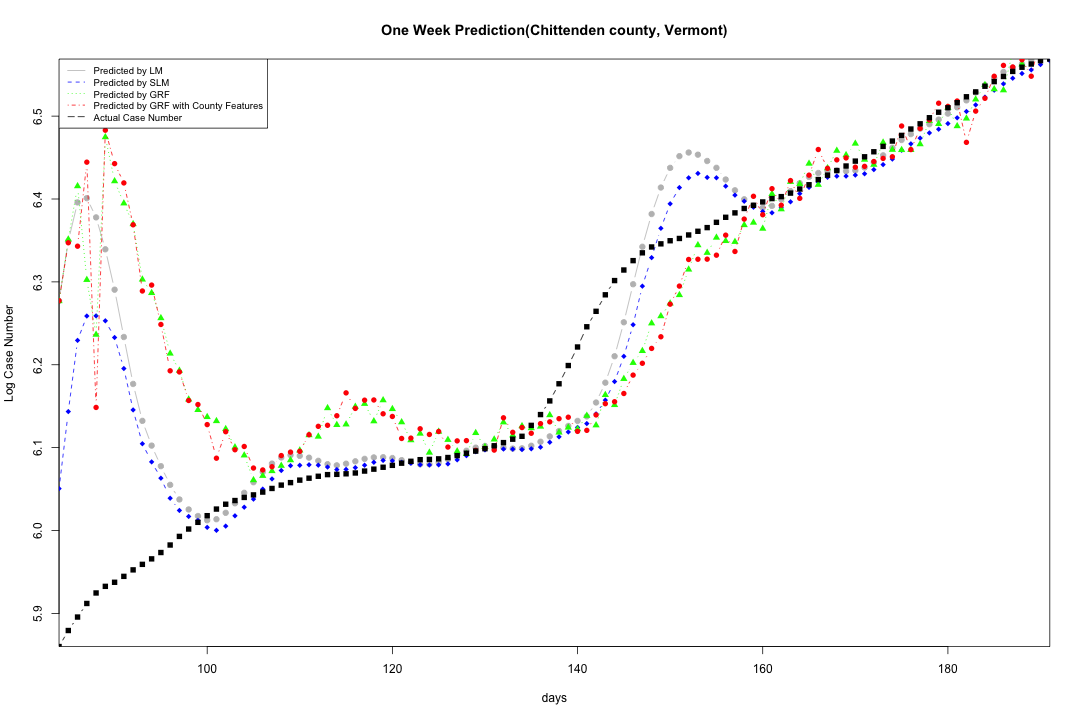 One Week Prediction(Chittenden county, Vermont)
Predicted by LM
Predicted by SLM
Predicted by GRF
Predicted by GRF with County Features
Actual Case Number
Log Case Number
6.5
6.4
6.3
6.2
6.1
6.0
5.9
100 120 140 160 180
days